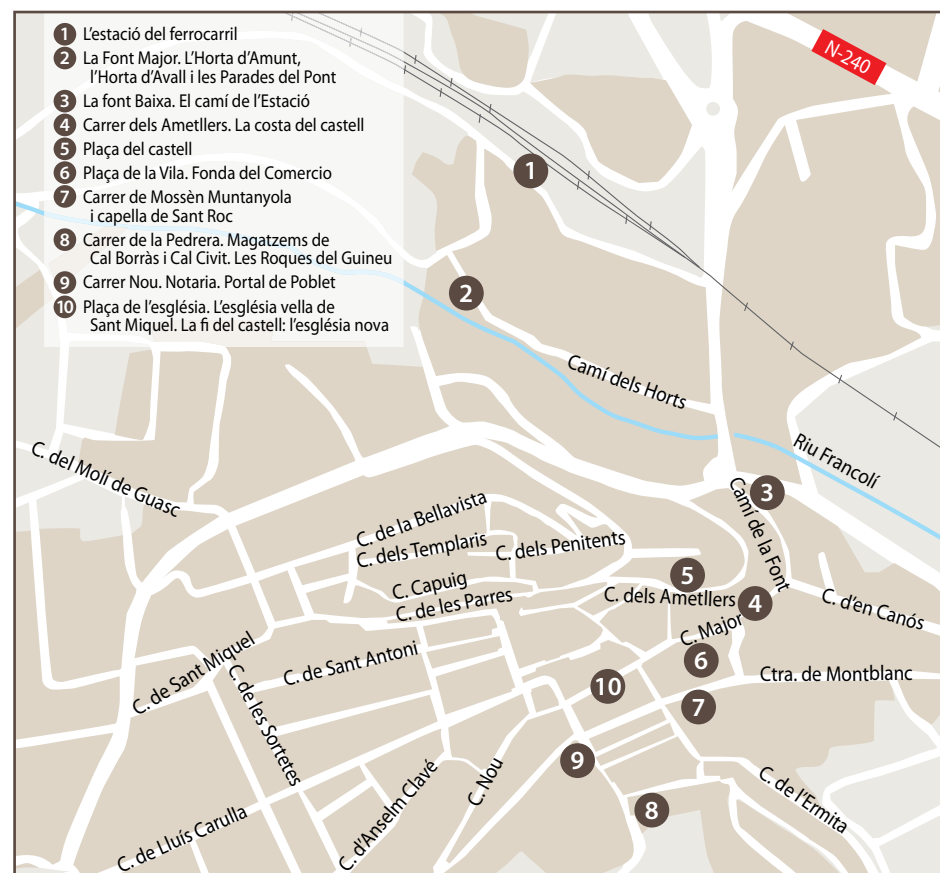 1 L'estació del ferrocarril
2 La Font Major. L'Horta d'Amunt,
l'Horta d'Avall i les Parades del Pont
3 La font Baixa. El camí de l'Estació
4 Carrer dels Ametllers. La costa del castell
5 Plaça del castell
6 Plaça de la Vila. Fonda del Comercio
7 Carrer de Mossèn Muntanyola
i capella de Sant Roc
8 Carrer de la Pedrera. Magatzems de
Cal Borràs i Cal Civit. Les Roques del Guineu
9 Carrer Nou. Notaria. Portal de Poblet
10 Plaça de l'església. L'església vella de
Sant Miquel. La fi del castell: l'església nova
N-240
1
2
Camí dels Horts
Riu Francolí
C. del Molí de Guasc
3
Camí de la Font
C. de la Bellavista
C. dels Templaris
C. dels Penitents
C. Capuig
C. de les Parres
5
C. dels Ametllers
4
C. d'en Canós
C. Major
6
C. de Sant Miquel
C. de Sant Antoni
C. de les Sortetes
Ctra. de Montblanc
10
7
9
C. Nou
C. d'Anselm Clavé
C. de Lluís Carulla
8
C. de l'Ermita